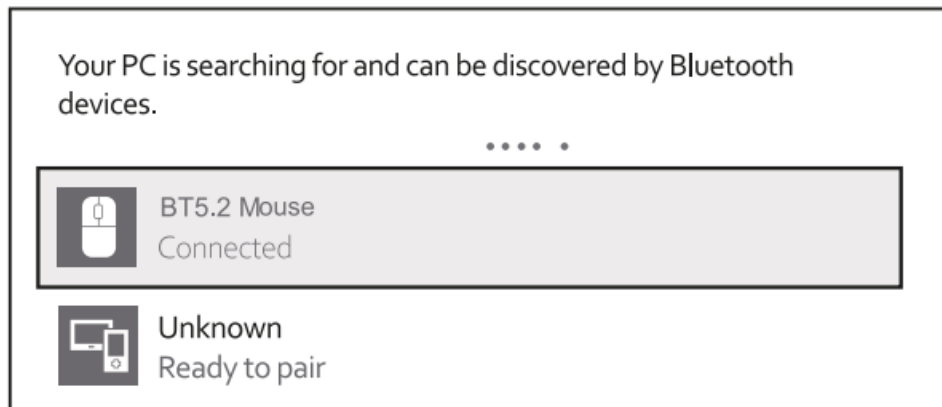 Your PC is searching for and can be discovered by Bluetooth
devices.
BT5.2 Mouse
Connected
Unknown
Ready to pair